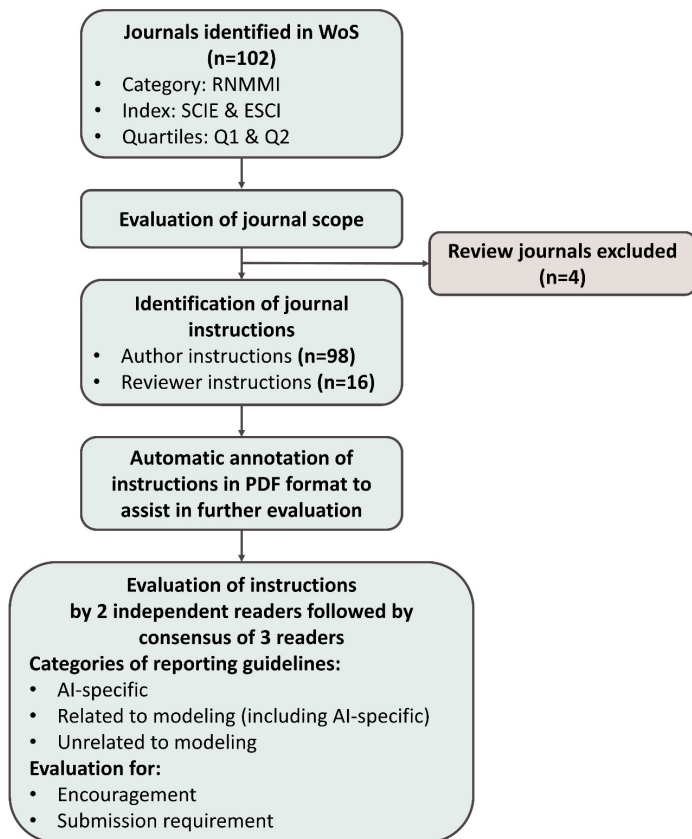 Journals identified in WoS
(n=102)
• Category: RNMMI
• Index: SCIE & ESCI
• Quartiles: Q1 & Q2
Evaluation of journal scope
Review journals excluded
(n=4)
Identification of journal
instructions
• Author instructions (n=98)
• Reviewer instructions (n=16)
Automatic annotation of
instructions in PDF format to
assist in further evaluation
Evaluation of instructions
by 2 independent readers followed by
consensus of 3 readers
Categories of reporting guidelines:
• AI-specific
• Related to modeling (including AI-specific)
• Unrelated to modeling
Evaluation for:
• Encouragement
• Submission requirement